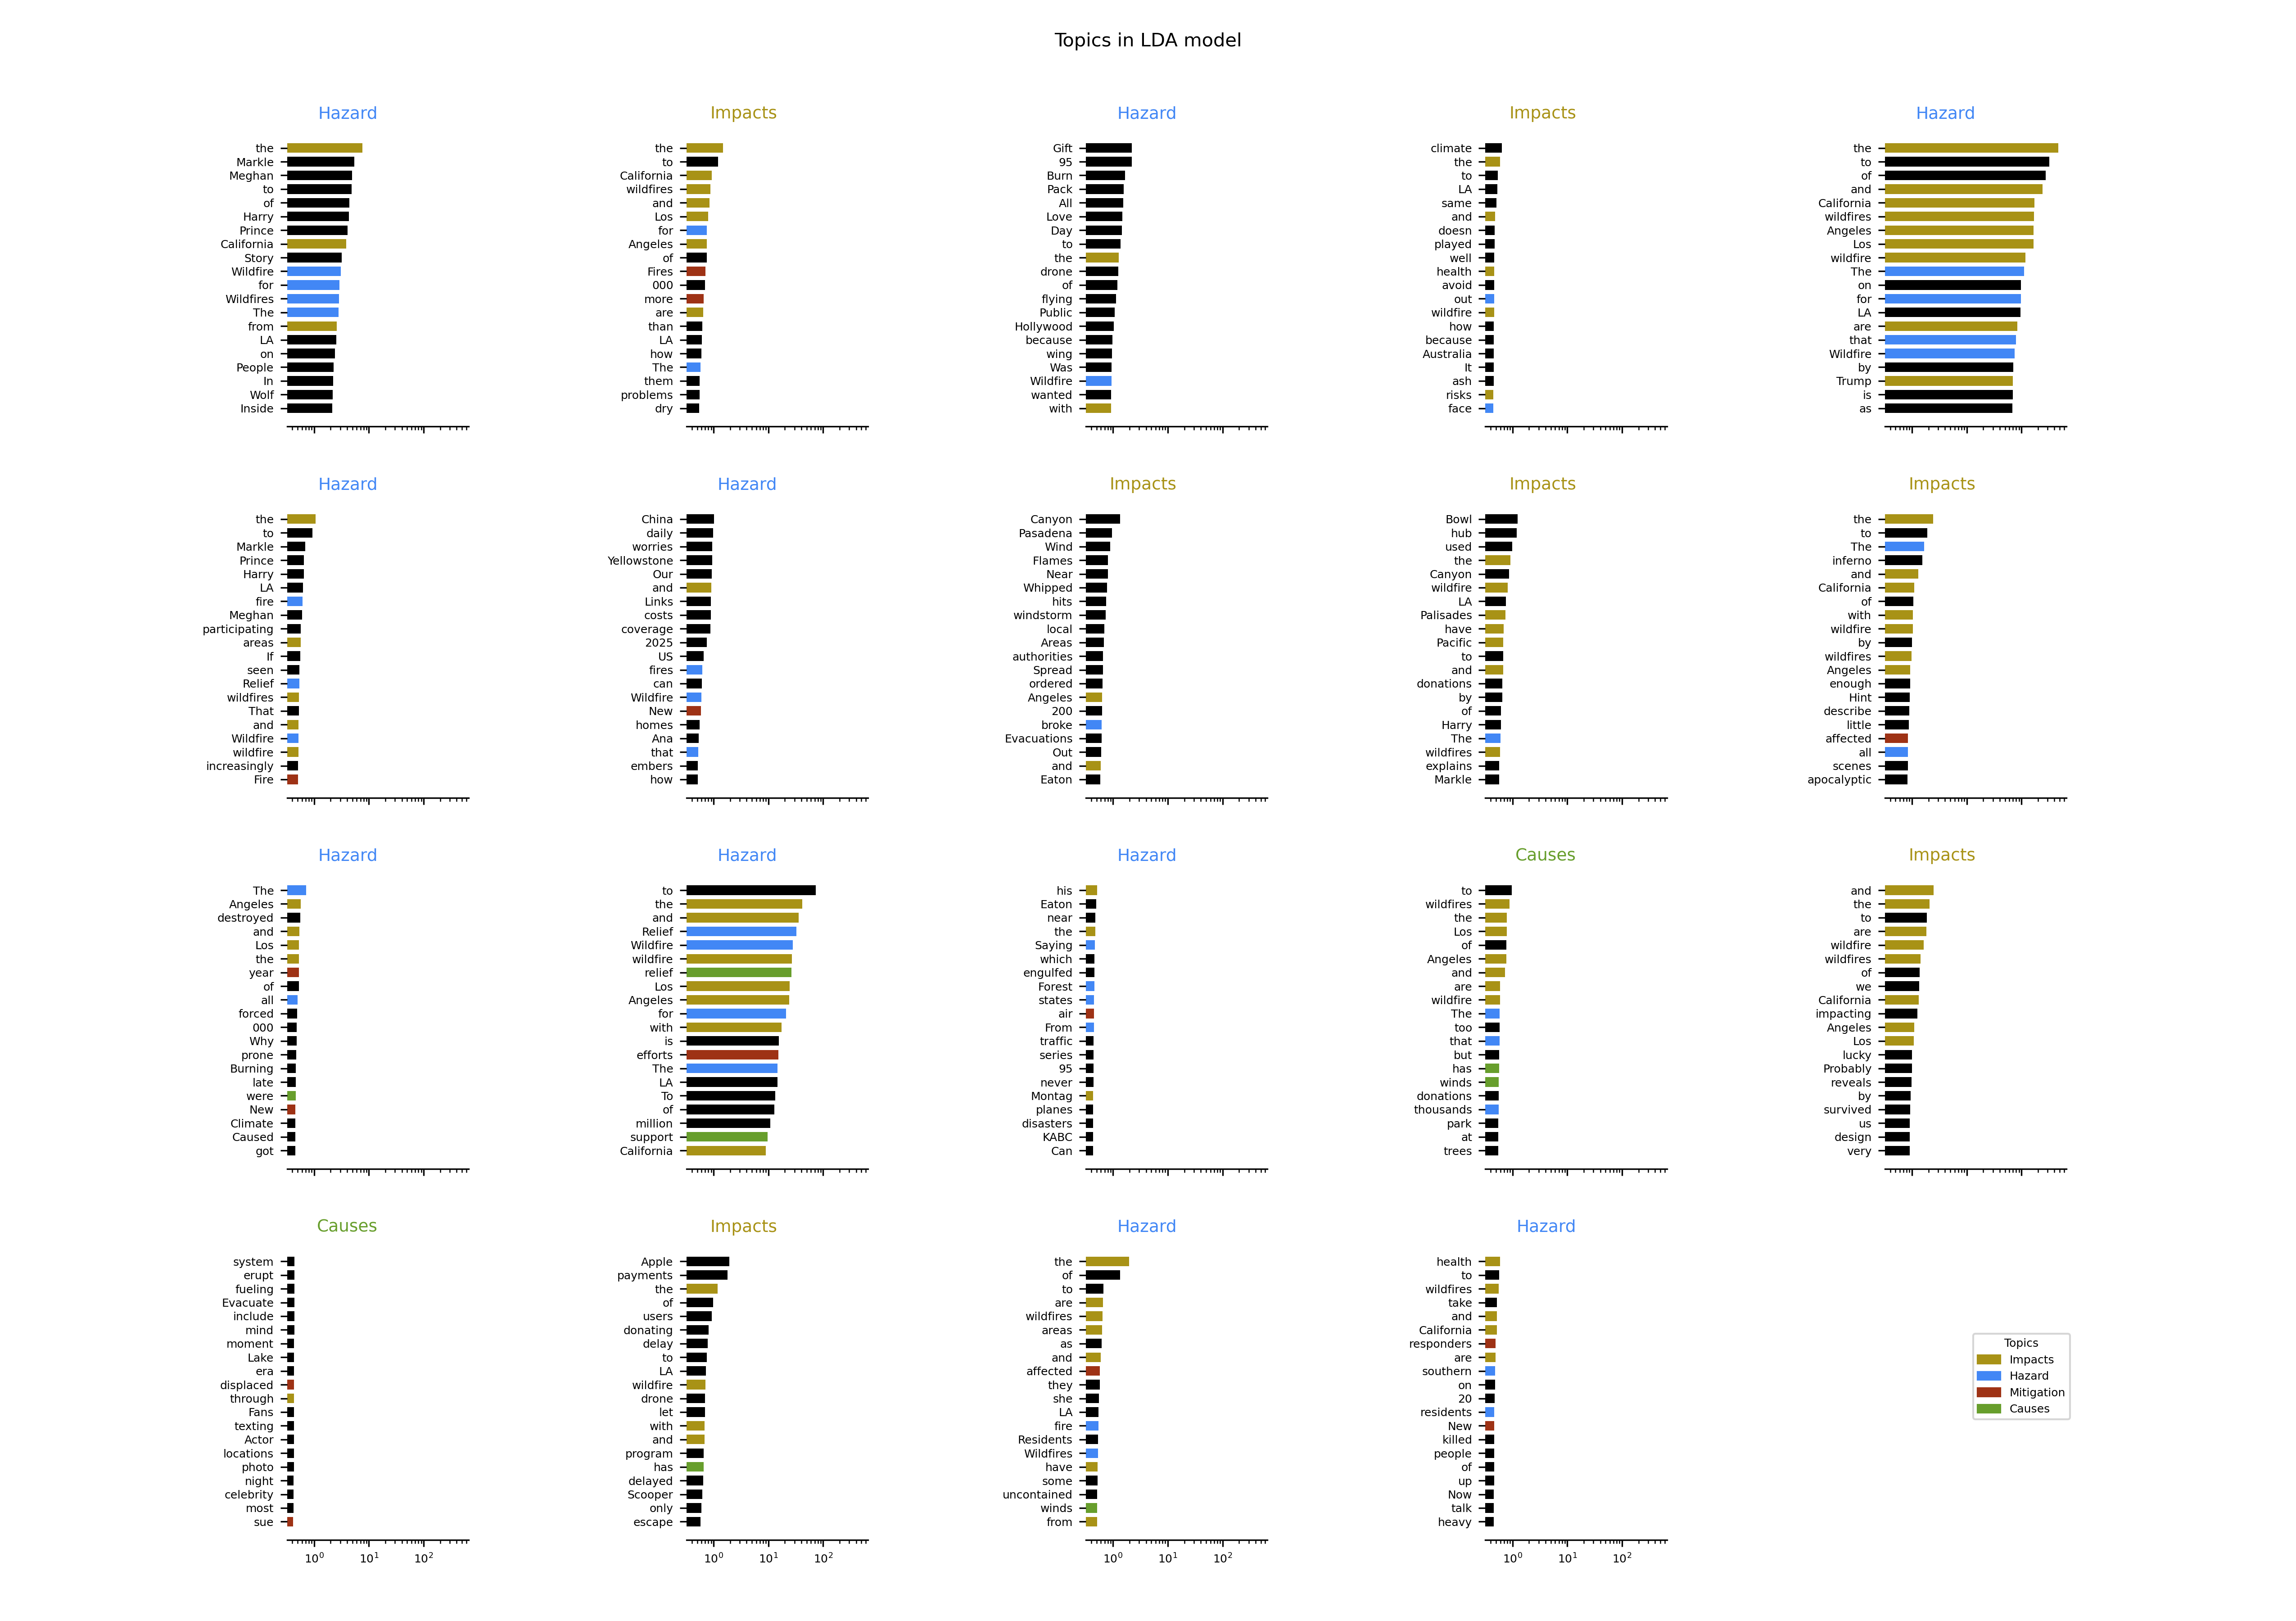 Topics in LDA model
Hazard
the
Markle
Meghan
to
of
Harry
Prince
California
Story
Wildfire
for
Wildfires
The
from
LA
on
People
In
Wolf
Inside
Impacts
the
to
California
wildfires
and
Los
for
Angeles
of
Fires
000
more
are
than
LA
how
The
them
problems
dry
Hazard
Gift
95
Burn
Pack
All
Love
Day
to
the
drone
of
flying
Public
Hollywood
because
wing
Was
Wildfire
wanted
with
Impacts
climate
the
to
LA
same
and
doesn
played
well
health
avoid
out
wildfire
how
because
Australia
It
ash
risks
face
Hazard
the
to
of
and
California
wildfires
Angeles
Los
wildfire
The
on
for
LA
are
that
Wildfire
by
Trump
is
as
Hazard
the
to
Markle
Prince
Harry
LA
fire
Meghan
participating
areas
If
seen
Relief
wildfires
That
and
Wildfire
wildfire
increasingly
Fire
Hazard
China
daily
worries
Yellowstone
Our
and
Links
costs
coverage
2025
US
fires
can
Wildfire
New
homes
Ana
that
embers
how
Impacts
Canyon
Pasadena
Wind
Flames
Near
Whipped
hits
windstorm
local
Areas
authorities
Spread
ordered
Angeles
200
broke
Evacuations
Out
and
Eaton
Impacts
Bowl
hub
used
the
Canyon
wildfire
LA
Palisades
have
Pacific
to
and
donations
by
of
Harry
The
wildfires
explains
Markle
Impacts
the
to
The
inferno
and
California
of
with
wildfire
by
wildfires
Angeles
enough
Hint
describe
little
affected
all
scenes
apocalyptic
Hazard
The
Angeles
destroyed
and
Los
the
year
of
all
forced
000
Why
prone
Burning
late
were
New
Climate
Caused
got
Hazard
to
the
and
Relief
Wildfire
wildfire
relief
Los
Angeles
for
with
is
efforts
The
LA
To
of
million
support
California
Hazard
his
Eaton
near
the
Saying
which
engulfed
Forest
states
air
From
traffic
series
95
never
Montag
planes
disasters
KABC
Can
Causes
to
wildfires
the
Los
of
Angeles
and
are
wildfire
The
too
that
but
has
winds
donations
thousands
park
at
trees
Impacts
and
the
to
are
wildfire
wildfires
of
we
California
impacting
Angeles
Los
lucky
Probably
reveals
by
survived
us
design
very
Causes
system
erupt
fueling
Evacuate
include
mind
moment
Lake
era
displaced
through
Fans
texting
Actor
locations
photo
night
celebrity
most
sue
10⁰ 10¹ 10²
Impacts
Apple
payments
the
of
users
donating
delay
to
LA
wildfire
drone
let
with
and
program
has
delayed
Scooper
only
escape
10⁰ 10¹ 10²
Hazard
the
of
to
are
wildfires
areas
as
and
affected
they
she
LA
fire
Residents
Wildfires
have
some
uncontained
winds
from
10⁰ 10¹ 10²
Hazard
health
to
wildfires
take
and
California
responders
are
southern
on
20
residents
New
killed
people
of
up
Now
talk
heavy
10⁰ 10¹ 10²
Topics
Impacts
Hazard
Mitigation
Causes